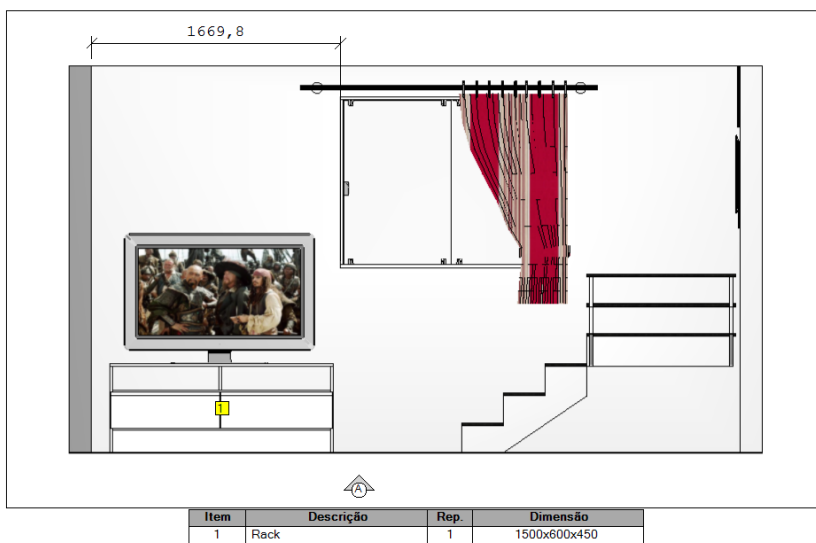 1669,8
1
A
Item Descrição Rep. Dimensão
1 Rack 1 1500x600x450